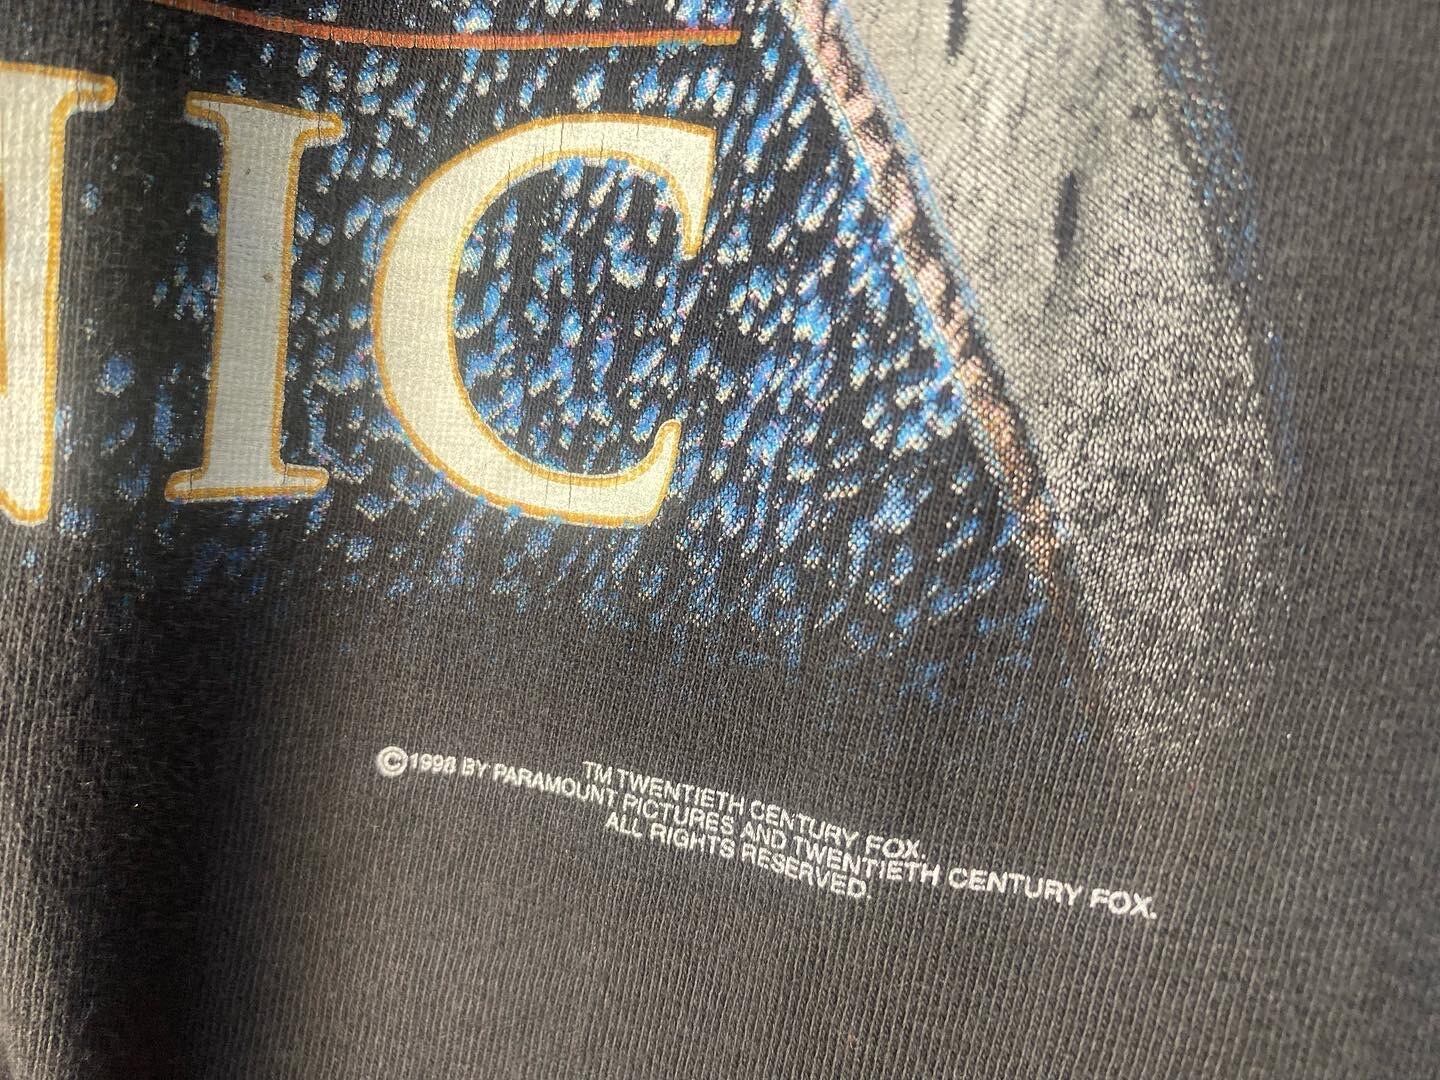 NIC
TM TWENTIETH CENTURY FOX.
©1998 BY PARAMOUNT PICTURES AND TWENTIETH CENTURY FOX.
ALL RIGHTS RESERVED.